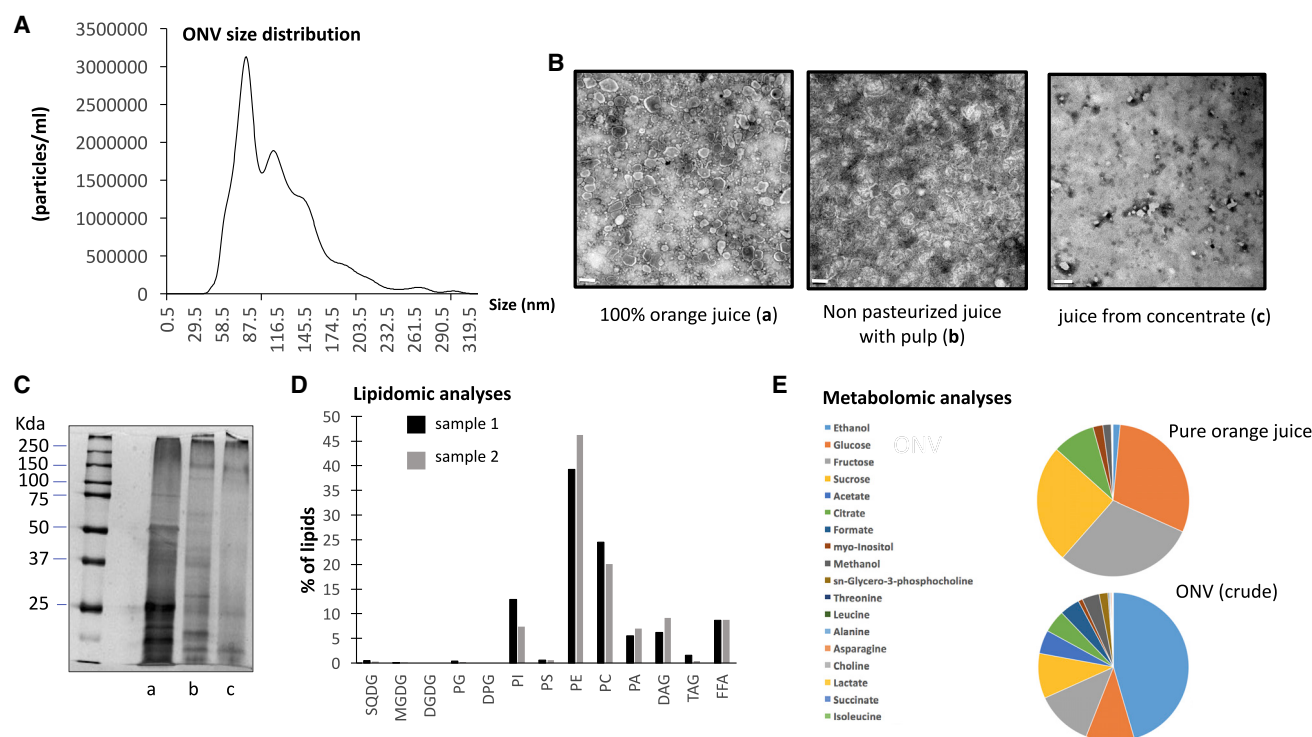 A
ONV size distribution
(particles/ml)
3500000
3000000
2500000
2000000
1500000
1000000
500000
0
0.5
29.5
58.5
87.5
116.5
145.5
174.5
203.5
232.5
261.5
290.5
319.5
Size (nm)
B
100% orange juice (a)
Non pasteurized juice
with pulp (b)
juice from concentrate (c)
C
Kda
250
150
100
75
50
37
25
a b c
D
Lipidomic analyses
sample 1
sample 2
% of lipids
50
45
40
35
30
25
20
15
10
5
0
SQDG
MGDG
DGDG
PG
DPG
PI
PS
PE
PC
PA
DAG
TAG
FFA
E
Metabolomic analyses
ONV
Ethanol
Glucose
Fructose
Sucrose
Acetate
Citrate
Formate
myo-Inositol
Methanol
sn-Glycero-3-phosphocholine
Threonine
Leucine
Alanine
Asparagine
Choline
Lactate
Succinate
Isoleucine
Pure orange juice
ONV (crude)